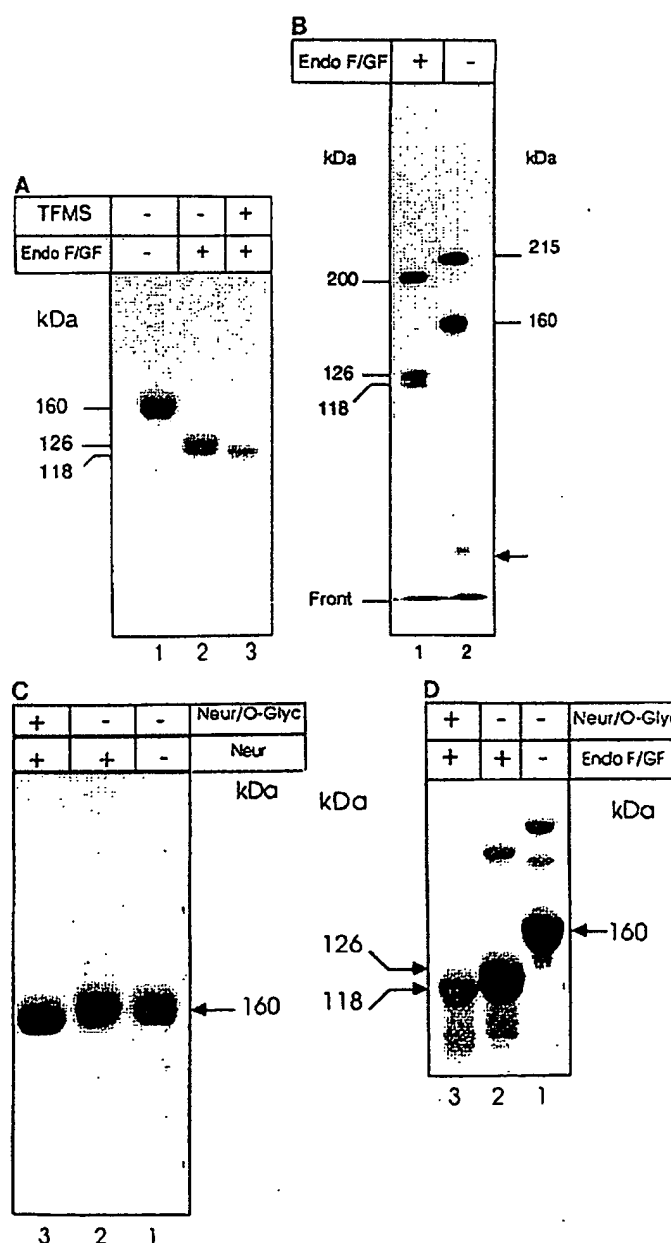 B
Endo F/GF + -
kDa kDa
215
200
160
126
118
Front
1 2
A
TFMS - - +
Endo F/GF - + +
kDa
160
126
118
1 2 3
C
+ - - Neur/O-Glyc
+ + - Neur
kDa
160
3 2 1
D
+ - - Neur/O-Glyc
+ + - Endo F/GF
kDa kDa
160
126
118
3 2 1